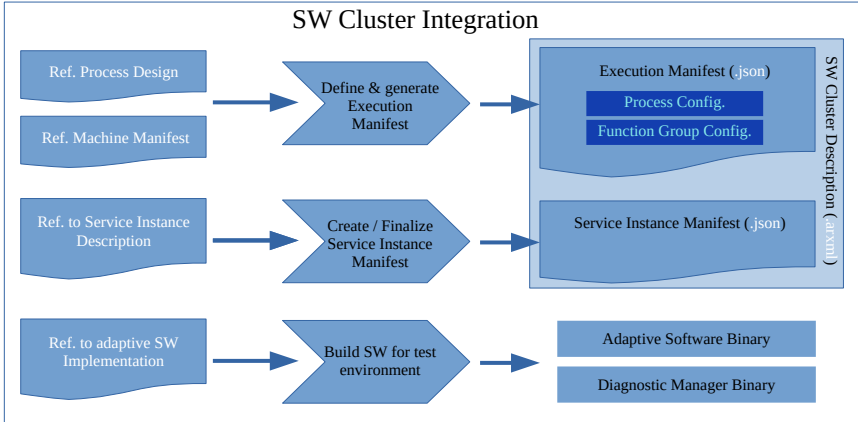 SW Cluster Integration
Ref. Process Design
Ref. Machine Manifest
Define & generate
Execution
Manifest
Execution Manifest (.json)
Process Config.
Function Group Config.
SW Cluster Description (.arxml)
Ref. to Service Instance
Description
Create / Finalize
Service Instance
Manifest
Service Instance Manifest (.json)
Ref. to adaptive SW
Implementation
Build SW for test
environment
Adaptive Software Binary
Diagnostic Manager Binary